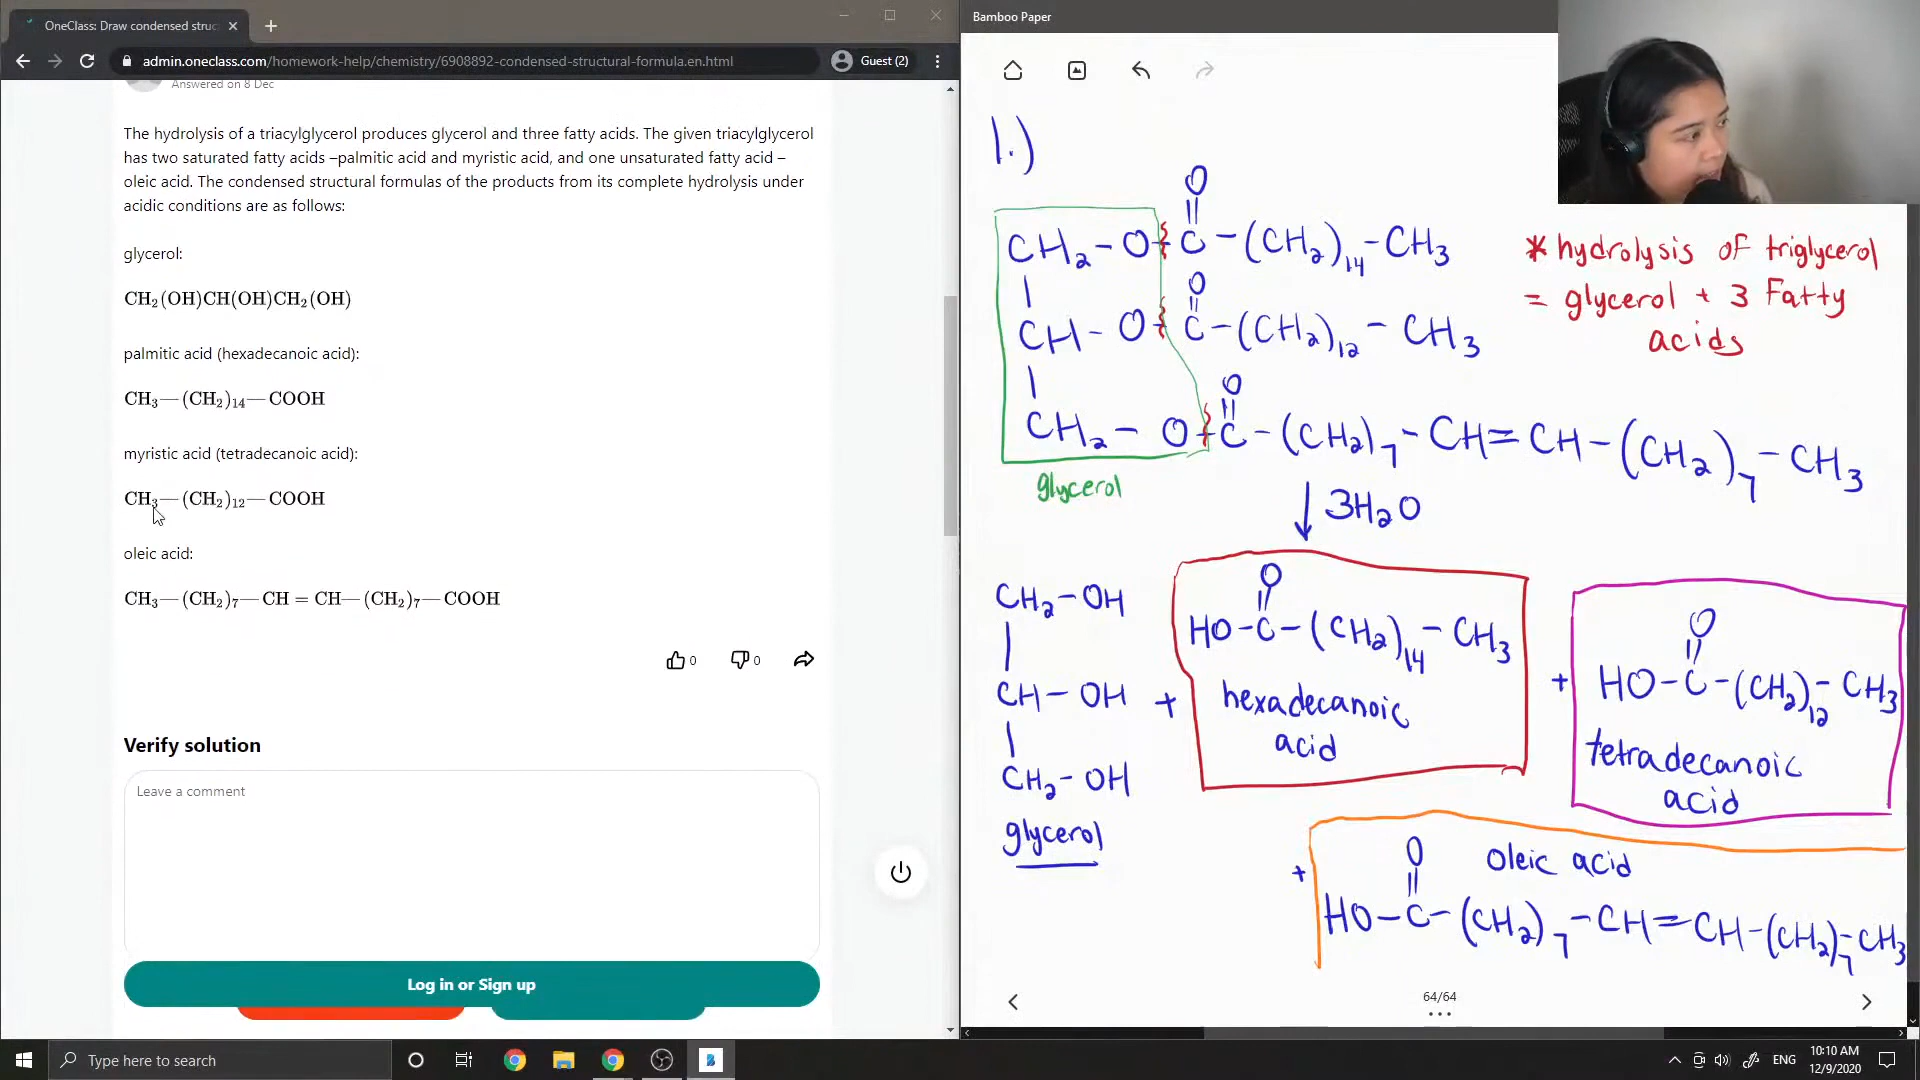 OneClass: Draw condensed struc
admin.oneclass.com/homework-help/chemistry/6908892-condensed-structural-formula.en.html
Guest (2)
Answered on 8 Dec
The hydrolysis of a triacylglycerol produces glycerol and three fatty acids. The given triacylglycerol
has two saturated fatty acids –palmitic acid and myristic acid, and one unsaturated fatty acid –
oleic acid. The condensed structural formulas of the products from its complete hydrolysis under
acidic conditions are as follows:
glycerol:
CH₂(OH)CH(OH)CH₂(OH)
palmitic acid (hexadecanoic acid):
CH₃— (CH₂)₁₄— COOH
myristic acid (tetradecanoic acid):
CH₃— (CH₂)₁₂— COOH
oleic acid:
CH₃— (CH₂)₇— CH = CH— (CH₂)₇— COOH
0
0
Verify solution
Leave a comment
Log in or Sign up
Bamboo Paper
1.)
O
CH₂-O-C-(CH₂)₁₄-CH₃
O
CH-O-C-(CH₂)₁₂-CH₃
O
CH₂-O-C-(CH₂)₇-CH=CH-(CH₂)₇-CH₃
glycerol
* hydrolysis of triglycerol
= glycerol + 3 Fatty
acids
↓ 3H₂O
CH₂-OH
CH-OH
CH₂-OH
glycerol
+
O
HO-C-(CH₂)₁₄-CH₃
hexadecanoic
acid
+
O
HO-C-(CH₂)₁₂-CH₃
tetradecanoic
acid
+
O
oleic acid
HO-C-(CH₂)₇-CH=CH-(CH₂)₇-CH₃
64/64
Type here to search
ENG
10:10 AM
12/9/2020